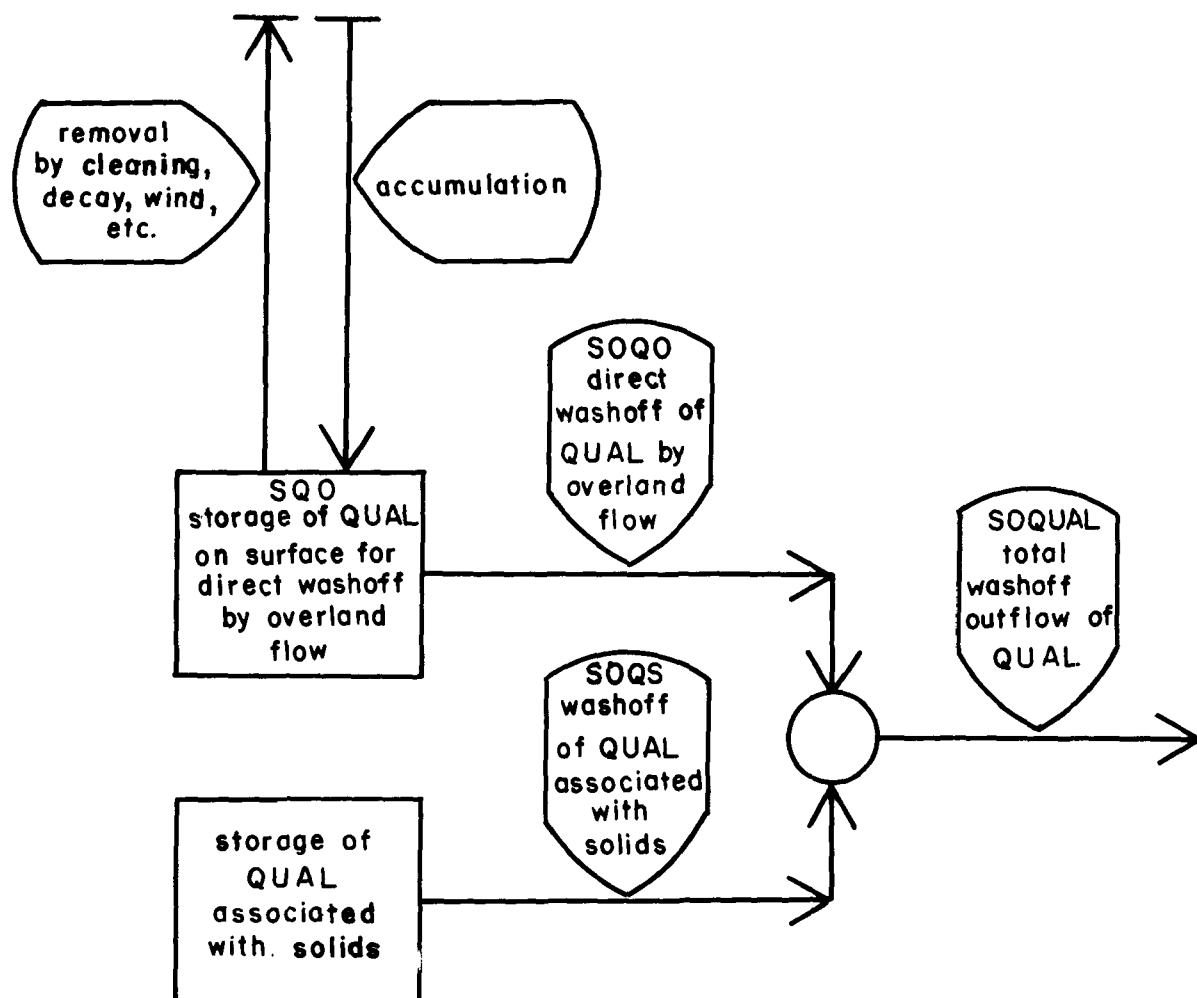 removal
by cleaning,
decay, wind,
etc.
accumulation
SOQO
direct
washoff of
QUAL by
overland
flow
SQO
storage of QUAL
on surface for
direct washoff
by overland
flow
SOQUAL
total
washoff
outflow of
QUAL.
SOQS
washoff
of QUAL
associated
with
solids
storage of
QUAL
associated
with. solids